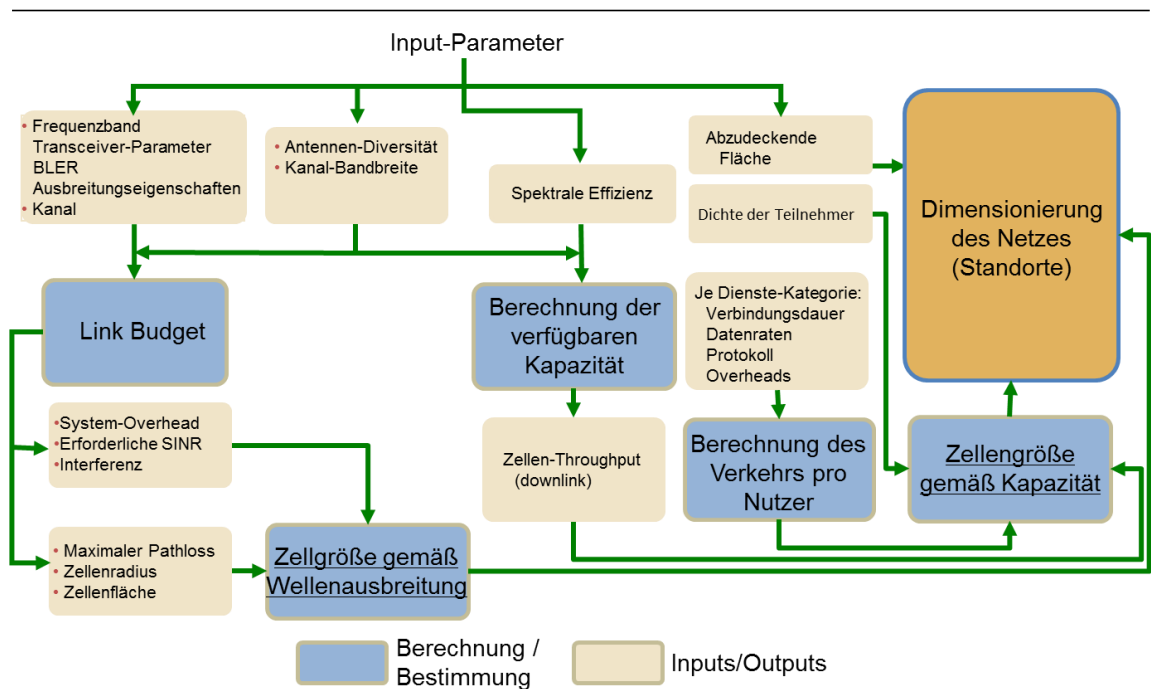 Input-Parameter
• Frequenzband
Transceiver-Parameter
BLER
Ausbreitungseigenschaften
• Kanal
• Antennen-Diversität
• Kanal-Bandbreite
Spektrale Effizienz
Abzudeckende
Fläche
Dichte der Teilnehmer
Dimensionierung
des Netzes
(Standorte)
Link Budget
Berechnung der
verfügbaren
Kapazität
Je Dienste-Kategorie:
Verbindungsdauer
Datenraten
Protokoll
Overheads
• System-Overhead
• Erforderliche SINR
• Interferenz
Zellen-Throughput
(downlink)
Berechnung des
Verkehrs pro
Nutzer
Zellengröße
gemäß Kapazität
• Maximaler Pathloss
• Zellenradius
• Zellenfläche
Zellgröße gemäß
Wellenausbreitung
Berechnung /
Bestimmung
Inputs/Outputs